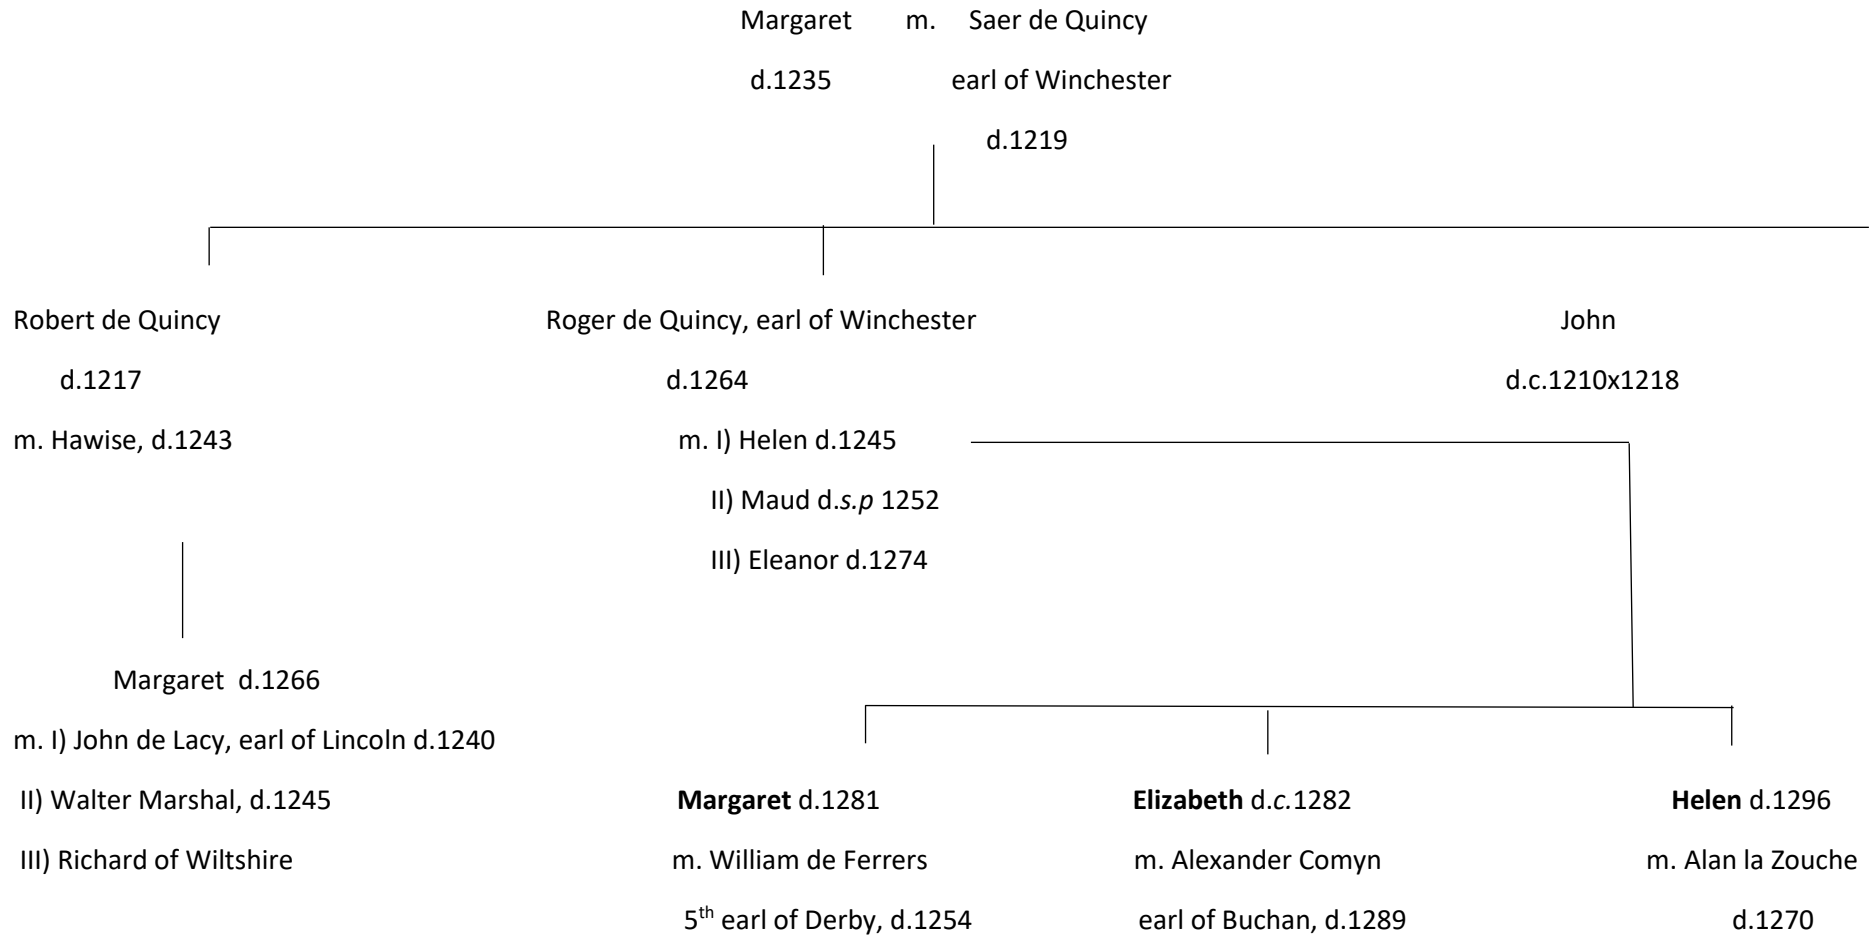 Margaret m. Saer de Quincy
d.1235 earl of Winchester
d.1219
Robert de Quincy Roger de Quincy, earl of Winchester John
d.1217 d.1264 d.c.1210x1218
m. Hawise, d.1243 m. I) Helen d.1245
II) Maud d.s.p 1252
III) Eleanor d.1274
Margaret d.1266
m. I) John de Lacy, earl of Lincoln d.1240
II) Walter Marshal, d.1245 Margaret d.1281 Elizabeth d.c.1282 Helen d.1296
III) Richard of Wiltshire m. William de Ferrers m. Alexander Comyn m. Alan la Zouche
5th earl of Derby, d.1254 earl of Buchan, d.1289 d.1270